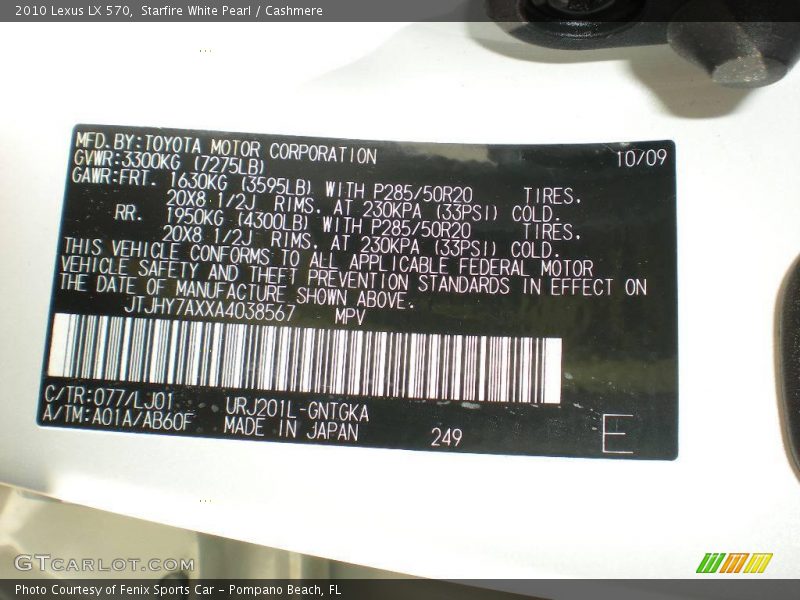 2010 Lexus LX 570,  Starfire White Pearl / Cashmere
MFD.BY:TOYOTA MOTOR CORPORATION 10/09
GVWR:3300KG (7275LB)
GAWR:FRT. 1630KG (3595LB) WITH P285/50R20 TIRES.
20X8 1/2J RIMS. AT 230KPA (33PSI) COLD.
RR. 1950KG (4300LB) WITH P285/50R20 TIRES.
20X8 1/2J RIMS. AT 230KPA (33PSI) COLD.
THIS VEHICLE CONFORMS TO ALL APPLICABLE FEDERAL MOTOR
VEHICLE SAFETY AND THEFT PREVENTION STANDARDS IN EFFECT ON
THE DATE OF MANUFACTURE SHOWN ABOVE.
JTJHY7AXXA4038567 MPV
C/TR:077/LJ01 URJ201L-GNTGKA
A/TM:A01A/AB60F MADE IN JAPAN 249 E
GTCARLOT.COM
Photo Courtesy of Fenix Sports Car - Pompano Beach, FL